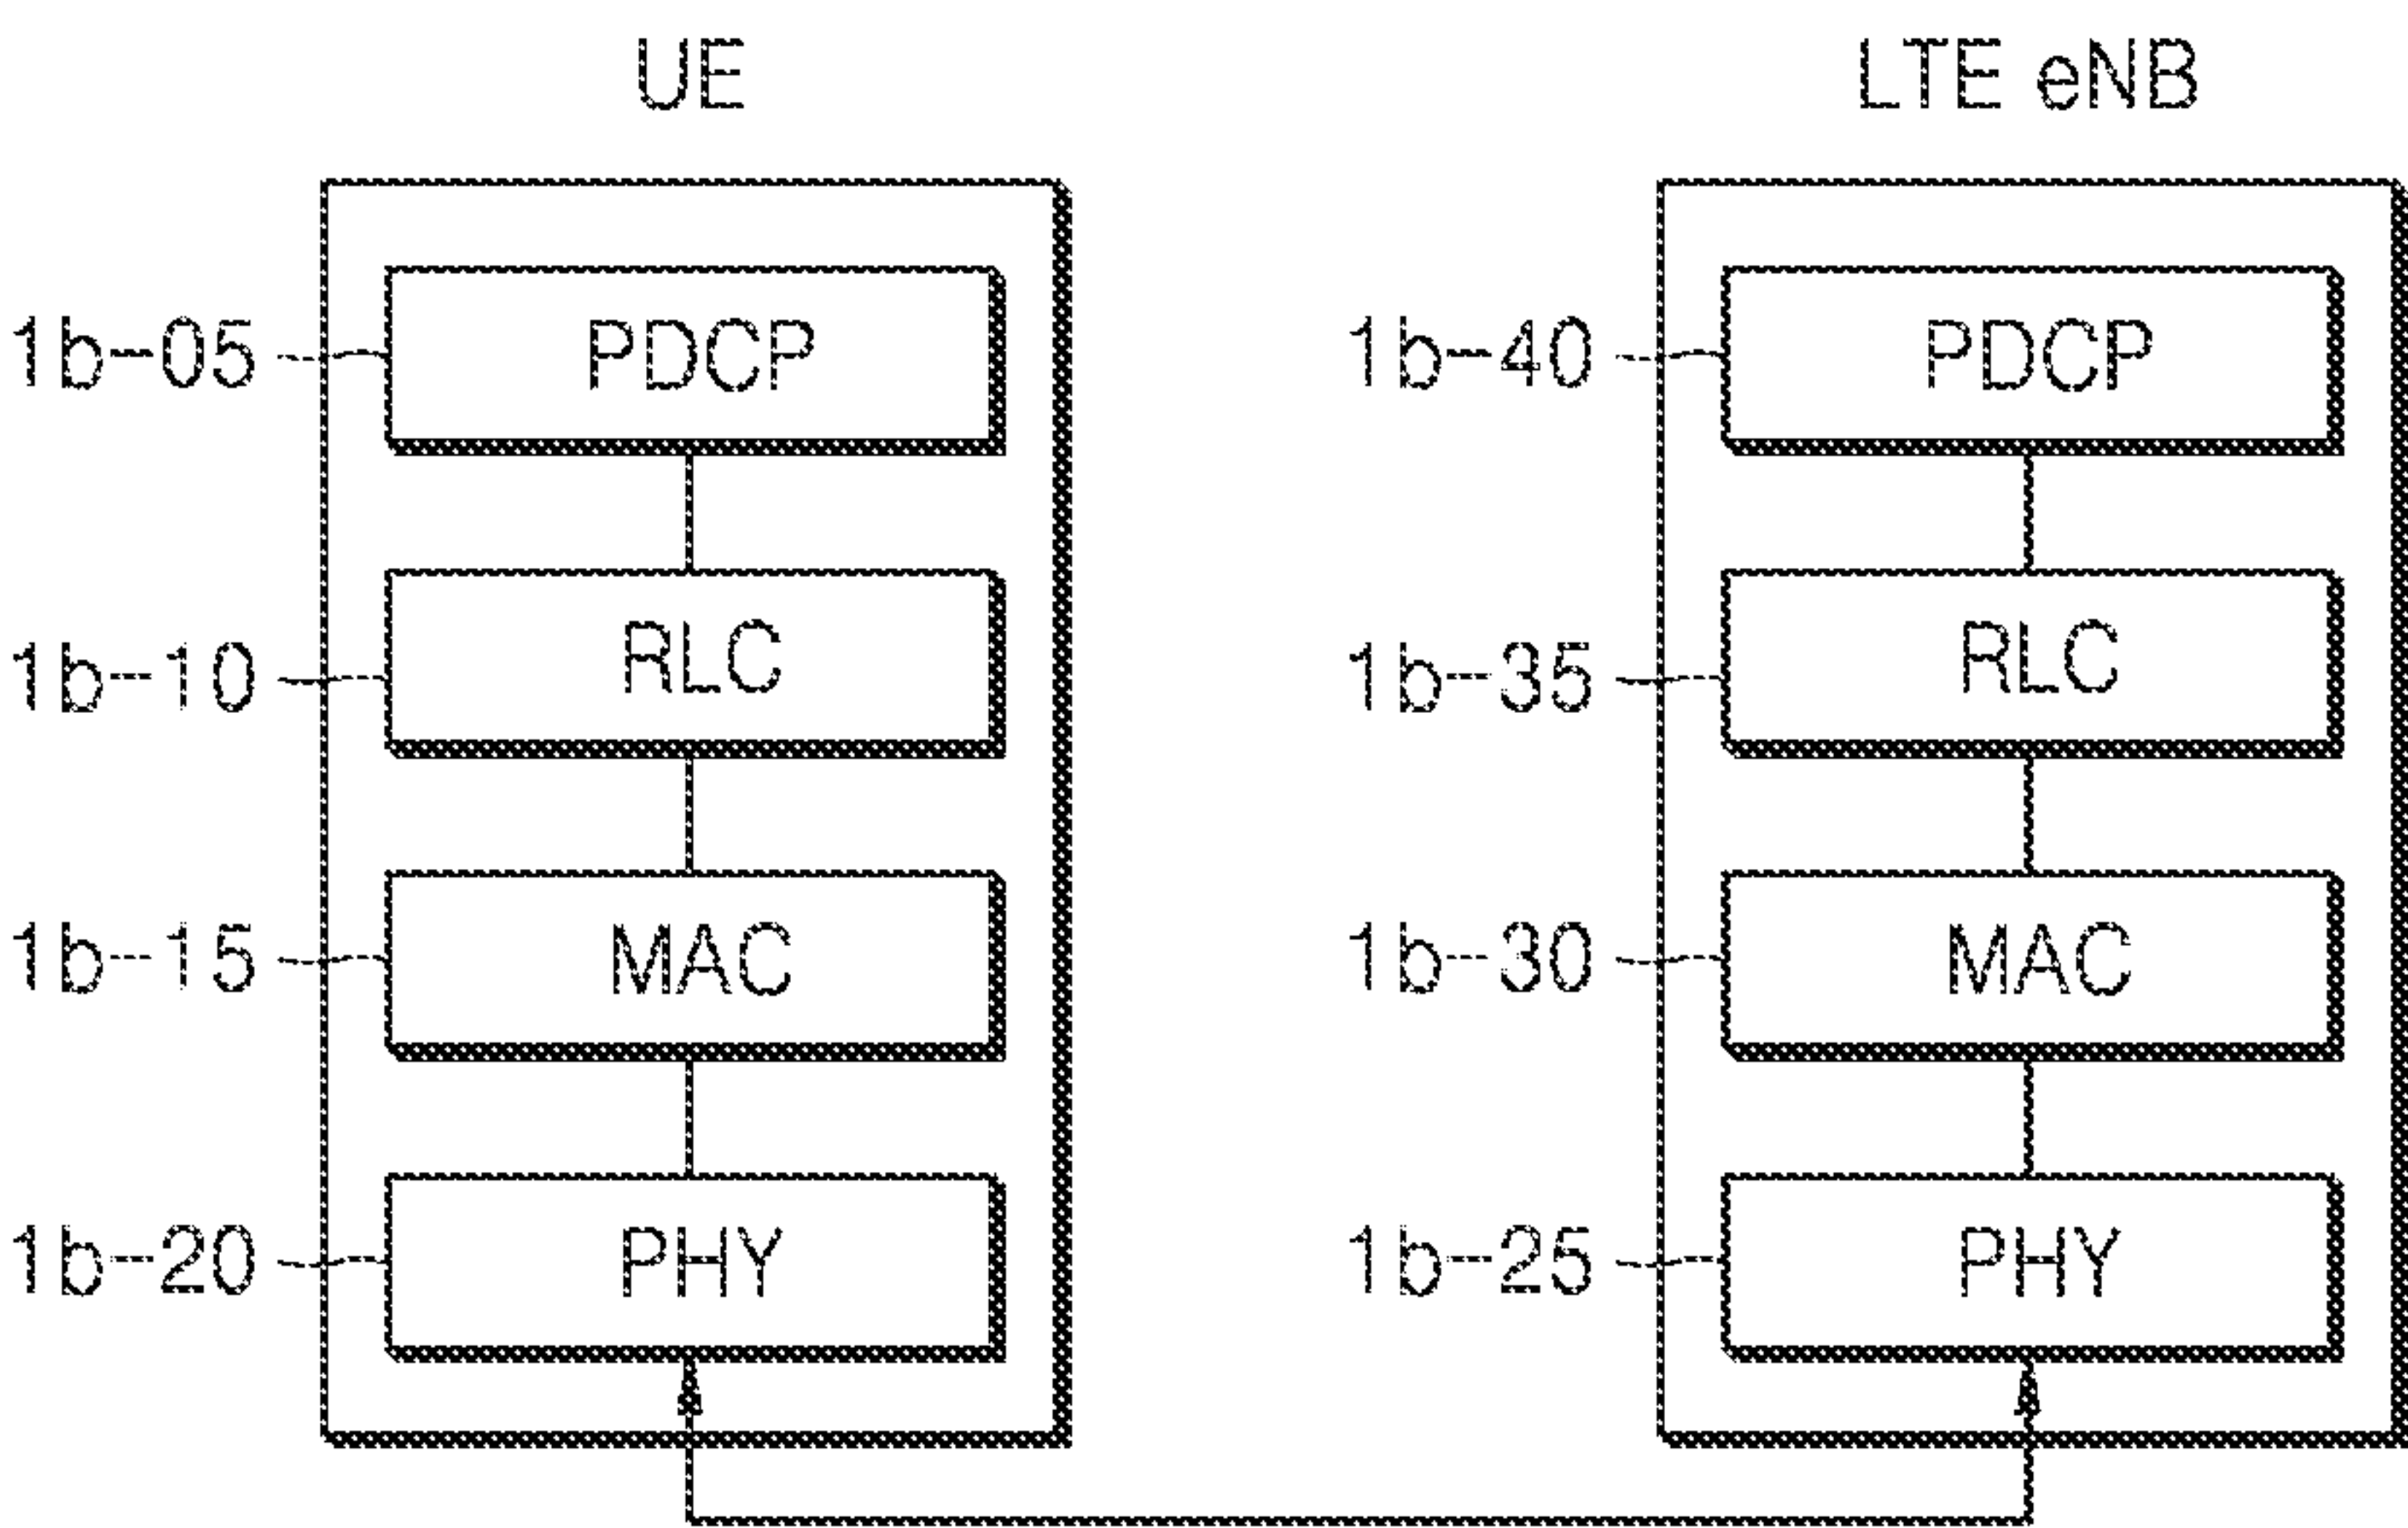 UE
LTE eNB
1b-05
PDCP
1b-40
PDCP
1b-10
RLC
1b-35
RLC
1b-15
MAC
1b-30
MAC
1b-20
PHY
1b-25
PHY